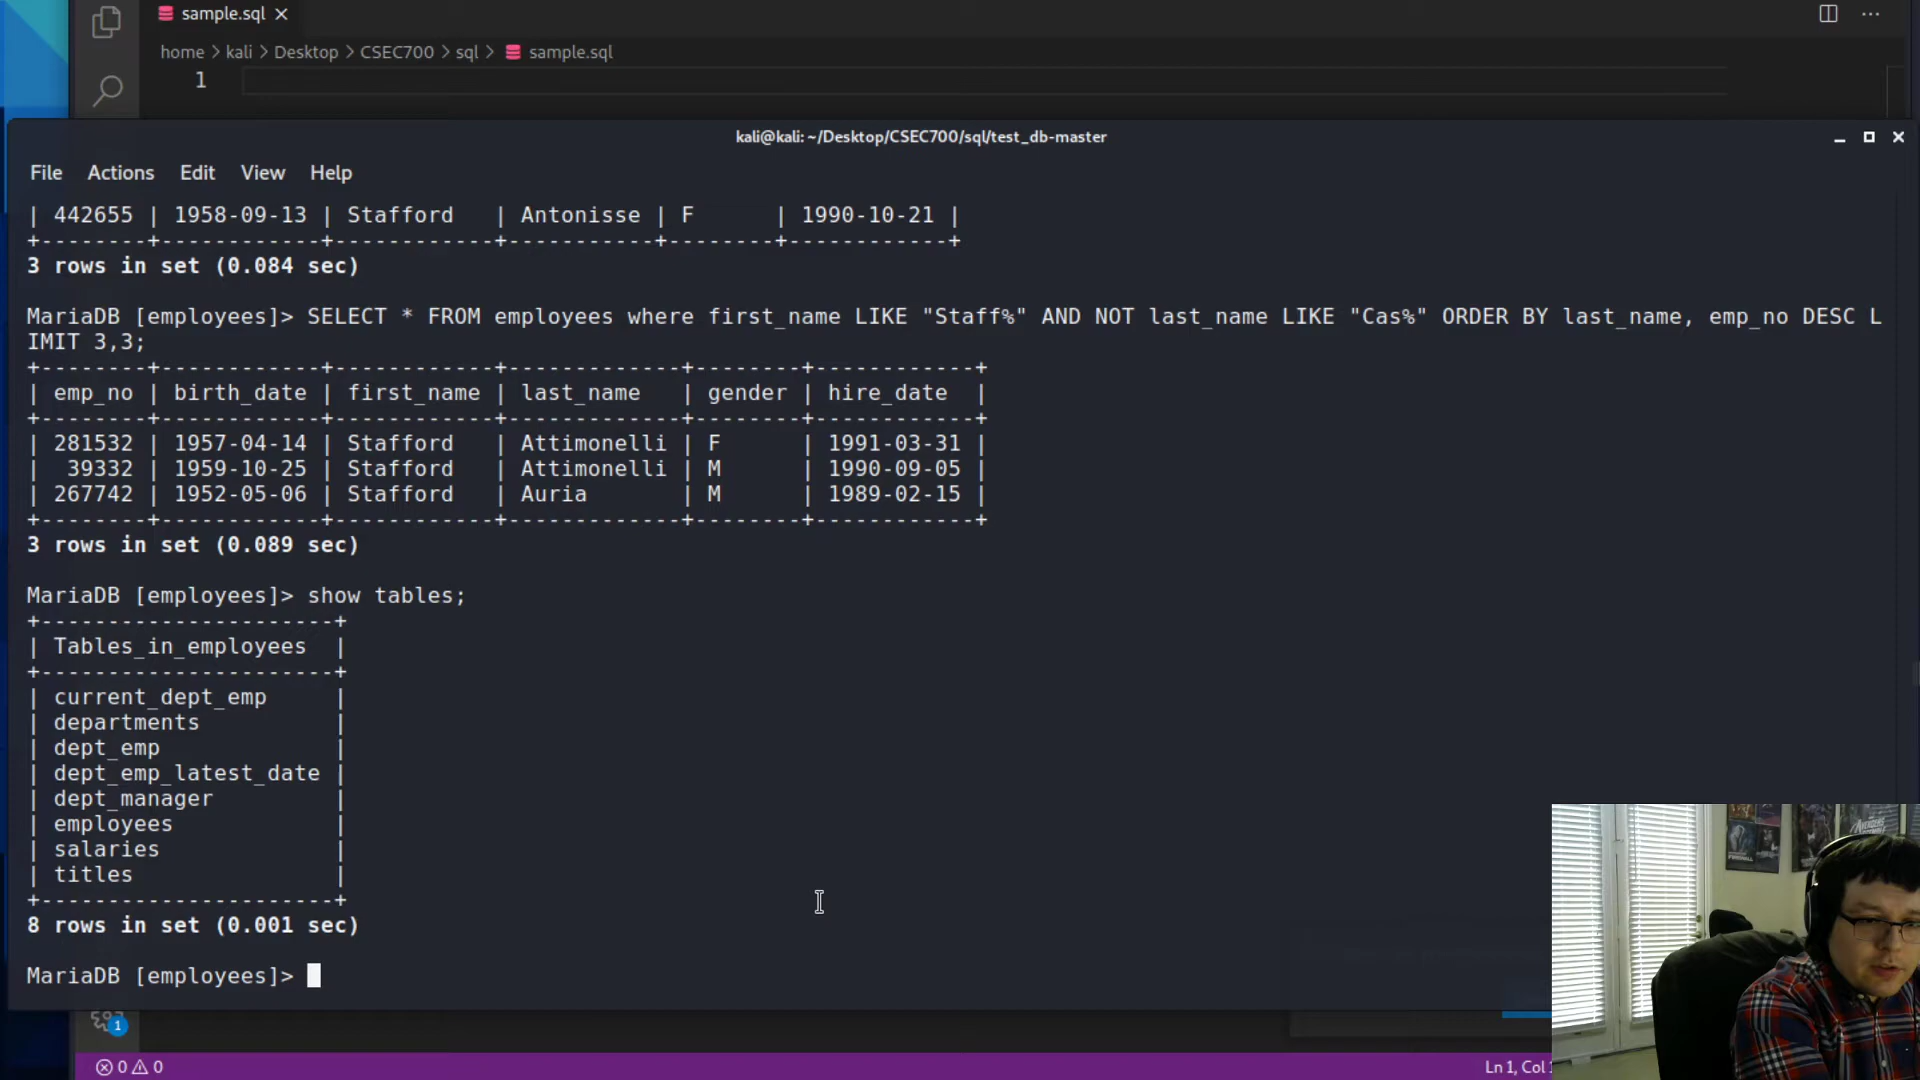 sample.sql
home > kali > Desktop > CSEC700 > sql > sample.sql
1
kali@kali: ~/Desktop/CSEC700/sql/test_db-master
File Actions Edit View Help
| 442655 | 1958-09-13 | Stafford   | Antonisse | F      | 1990-10-21 |
+--------+------------+------------+-----------+--------+------------+
3 rows in set (0.084 sec)
MariaDB [employees]> SELECT * FROM employees where first_name LIKE "Staff%" AND NOT last_name LIKE "Cas%" ORDER BY last_name, emp_no DESC L
IMIT 3,3;
+--------+------------+------------+-------------+--------+------------+
| emp_no | birth_date | first_name | last_name   | gender | hire_date  |
+--------+------------+------------+-------------+--------+------------+
| 281532 | 1957-04-14 | Stafford   | Attimonelli | F      | 1991-03-31 |
|  39332 | 1959-10-25 | Stafford   | Attimonelli | M      | 1990-09-05 |
| 267742 | 1952-05-06 | Stafford   | Auria       | M      | 1989-02-15 |
+--------+------------+------------+-------------+--------+------------+
3 rows in set (0.089 sec)
MariaDB [employees]> show tables;
+----------------------+
| Tables_in_employees  |
+----------------------+
| current_dept_emp     |
| departments          |
| dept_emp             |
| dept_emp_latest_date |
| dept_manager         |
| employees            |
| salaries             |
| titles               |
+----------------------+
8 rows in set (0.001 sec)
MariaDB [employees]>
1
0 0
Ln 1, Col